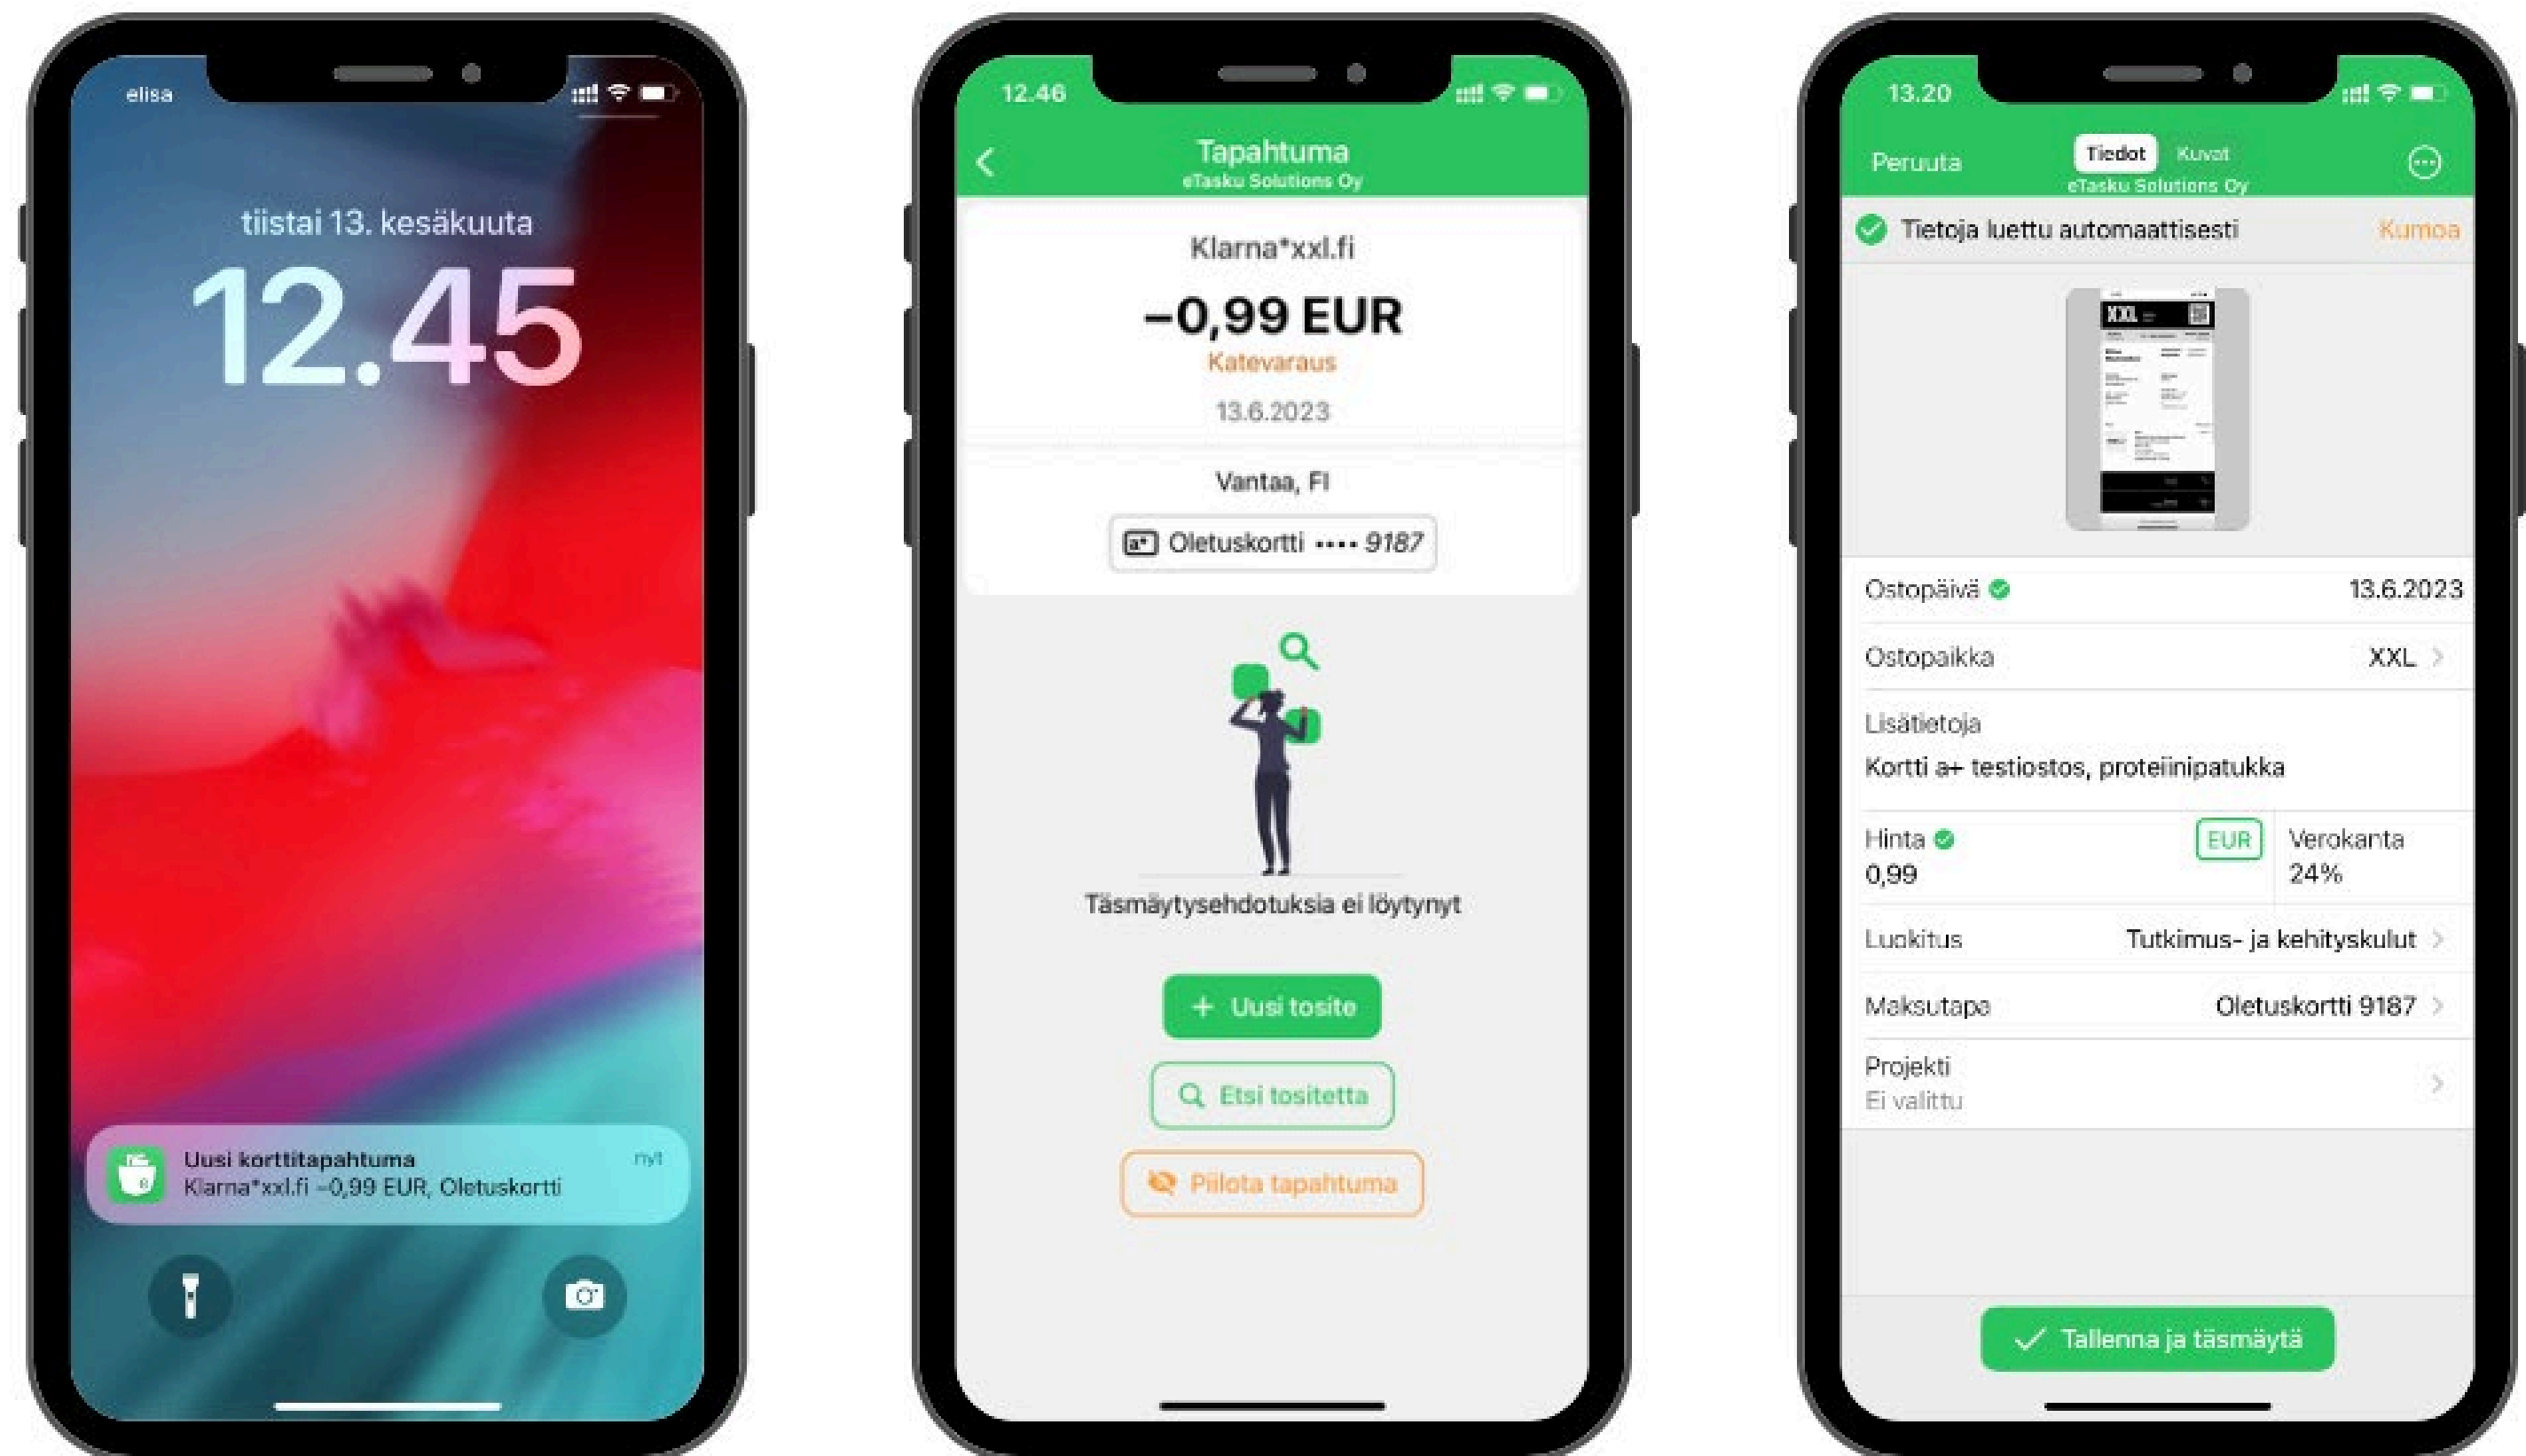 elisa
tiistai 13. kesäkuuta
12.45
Uusi korttitapahtuma
nyt
Klarna*xxl.fi –0,99 EUR, Oletuskortti
12.46
Tapahtuma
eTasku Solutions Oy
Klarna*xxl.fi
–0,99 EUR
Katevaraus
13.6.2023
Vantaa, FI
a+ Oletuskortti •••• 9187
Täsmäytysehdotuksia ei löytynyt
+ Uusi tosite
Etsi tositetta
Piilota tapahtuma
13.20
Peruuta
Tiedot Kuvat
eTasku Solutions Oy
Tietoja luettu automaattisesti Kumoa
XXL
Ostopäivä 13.6.2023
Ostopaikka XXL
Lisätietoja
Kortti a+ testiostos, proteiinipatukka
Hinta EUR Verokanta
0,99 24%
Luokitus Tutkimus- ja kehityskulut
Maksutapa Oletuskortti 9187
Projekti
Ei valittu
Tallenna ja täsmäytä